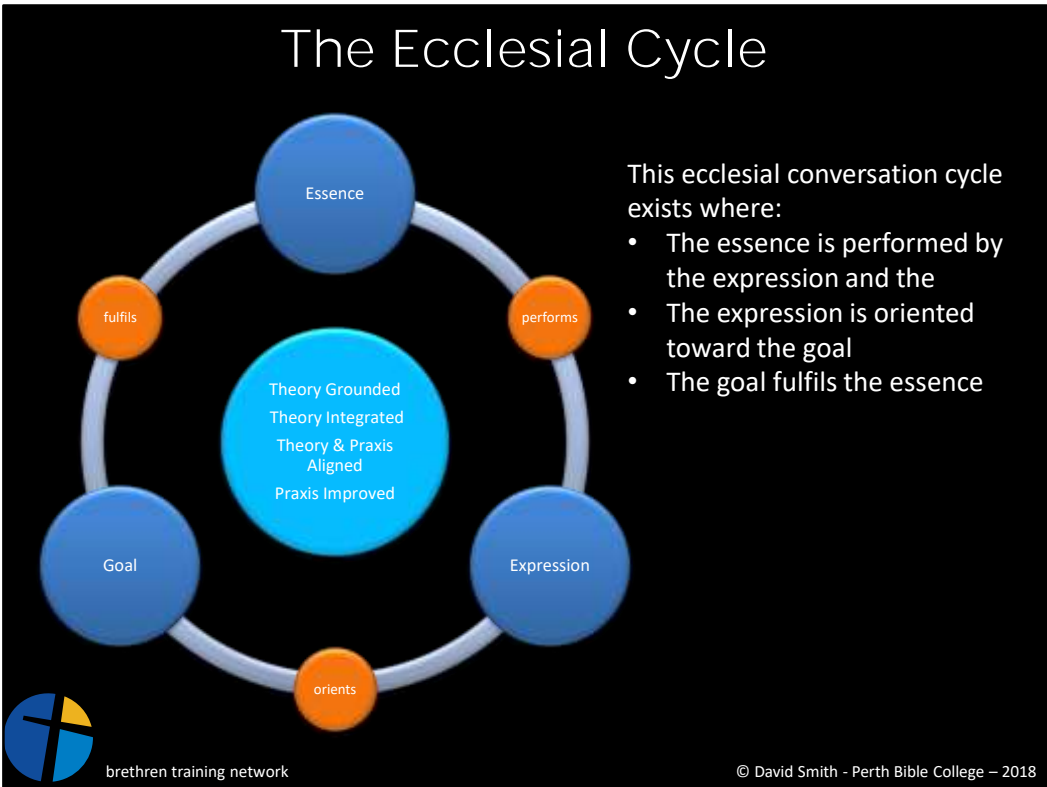 The Ecclesial Cycle
Essence
fulfils
performs
Theory Grounded
Theory Integrated
Theory & Praxis
Aligned
Praxis Improved
Goal
Expression
orients
This ecclesial conversation cycle
exists where:
• The essence is performed by
the expression and the
• The expression is oriented
toward the goal
• The goal fulfils the essence
brethren training network
© David Smith - Perth Bible College – 2018